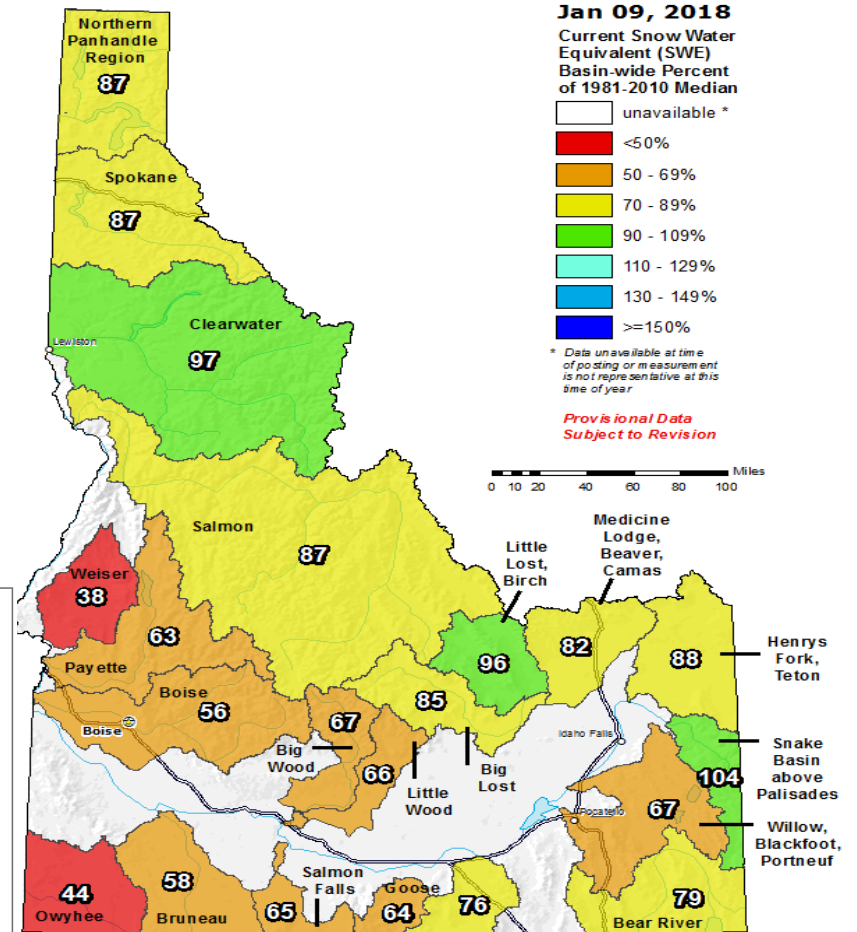 Jan 09, 2018
Current Snow Water
Equivalent (SWE)
Basin-wide Percent
of 1981-2010 Median
unavailable *
<50%
50 - 69%
70 - 89%
90 - 109%
110 - 129%
130 - 149%
>=150%
* Data unavailable at time
of posting or measurement
is not representative at this
time of year
Provisional Data
Subject to Revision
Miles
0 10 20 40 60 80 100
Northern
Panhandle
Region
87
Spokane
87
Clearwater
97
Lewiston
Salmon
87
Weiser
38
63
Payette
Boise
56
Boise
67
Big
Wood
66
Little
Wood
85
Big
Lost
Little
Lost,
Birch
96
Medicine
Lodge,
Beaver,
Camas
82
88
Henrys
Fork,
Teton
Idaho Falls
Snake
Basin
above
Palisades
104
67
Pocatello
Willow,
Blackfoot,
Portneuf
44
Owyhee
58
Bruneau
65
Salmon
Falls
Goose
64
76
79
Bear River